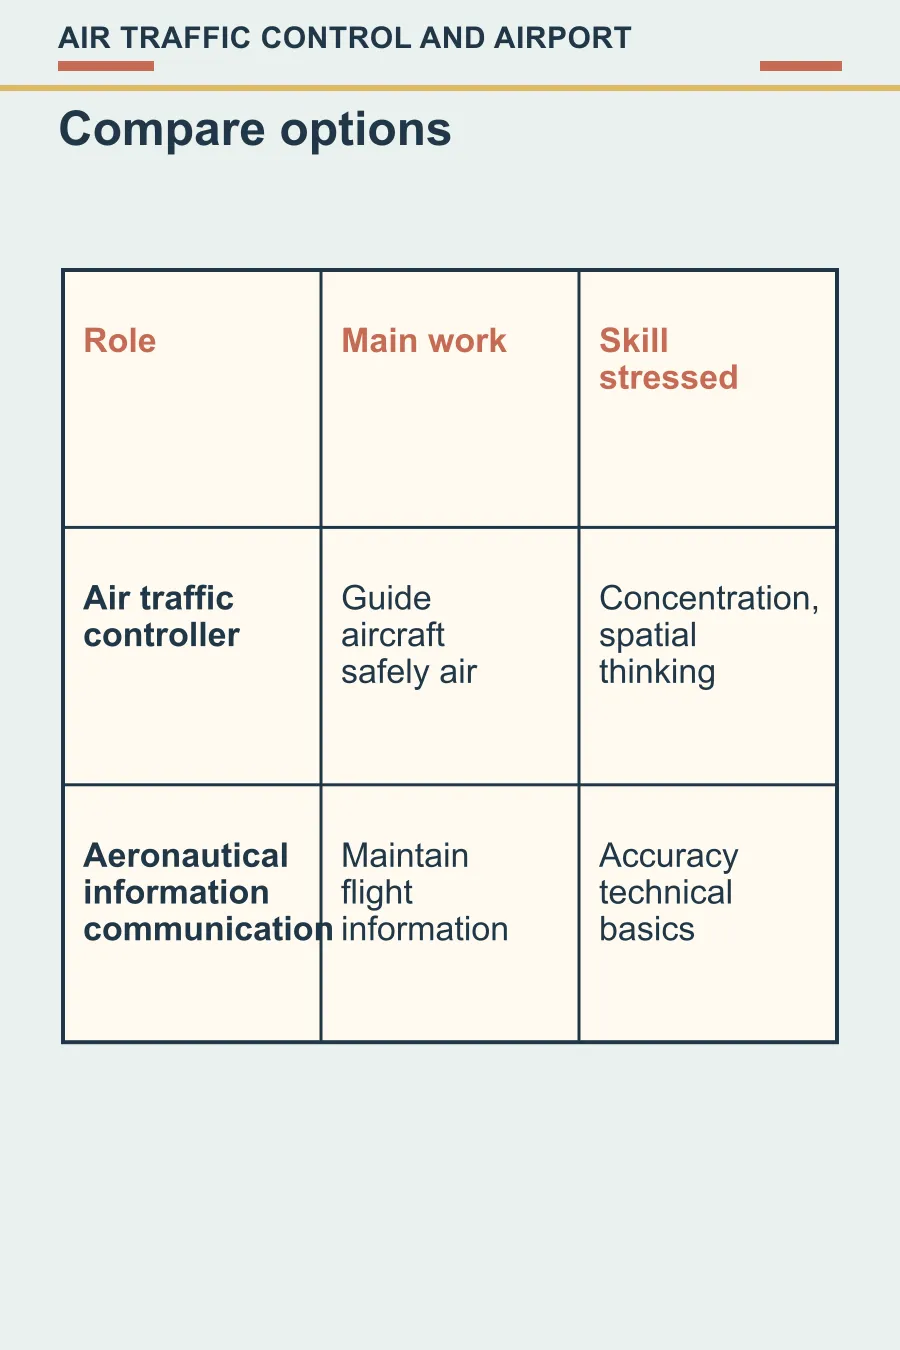 AIR TRAFFIC CONTROL AND AIRPORT
Compare options
Role
Main work
Skill
stressed
Air traffic
controller
Guide
aircraft
safely air
Concentration,
spatial
thinking
Aeronautical
information
communication
Maintain
flight
information
Accuracy
technical
basics